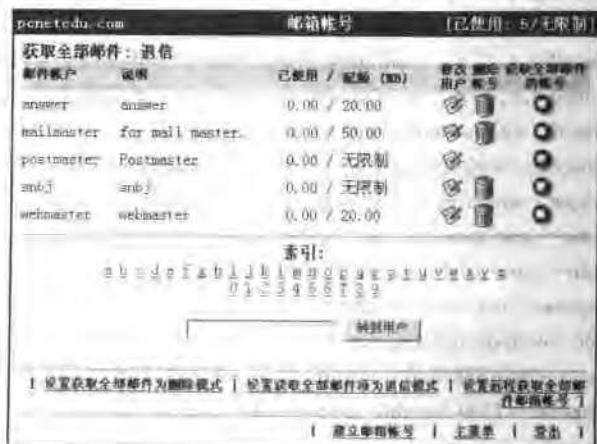 pcnetedu.com 邮箱帐号 [已使用: 5/无限制]
获取全部邮件: 退信
邮件帐户 说明 已使用 / 配额 (MB) 修改用户 删除帐号 获取全部邮件的帐号
answer answer 0.00 / 20.00
mailmaster for mail master. 0.00 / 50.00
postmaster Postmaster 0.00 / 无限制
snbj snbj 0.00 / 无限制
webmaster webmaster 0.00 / 20.00
索引:
a b c d e f g h i j k l m n o p q r s t u v w x y z
0 1 2 3 4 5 6 7 8 9
转到用户
[ 设置获取全部邮件为删除模式 | 设置获取全部邮件项为退信模式 | 设置远程获取全部邮
件邮箱帐号 ]
[ 建立邮箱帐号 | 主菜单 | 登出 ]